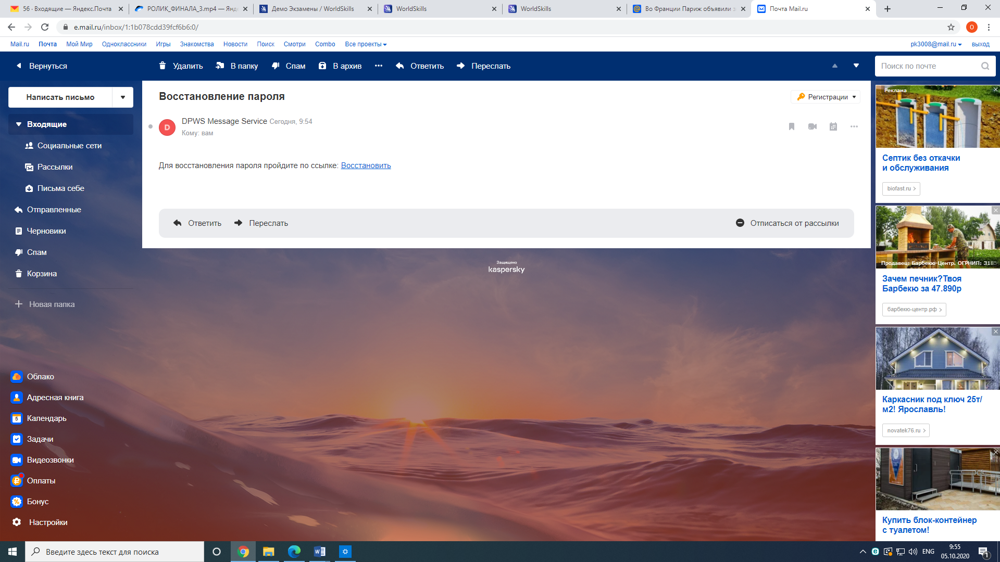 56 · Входящие — Яндекс.Почта
РОЛИК_ФИНАЛА_3.mp4 — Янд
Демо Экзамены / WorldSkills
WorldSkills
WorldSkills
Во Франции Париж объявили з
Почта Mail.ru
e.mail.ru/inbox/1:1b078cdd39fcf6b6:0/
O
Mail.ru Почта Мой Мир Одноклассники Игры Знакомства Новости Поиск Смотри Combo Все проекты
pk3008@mail.ru выход
Вернуться
Удалить В папку Спам В архив Ответить Переслать
Поиск по почте
Написать письмо
Входящие
Социальные сети
Рассылки
Письма себе
Отправленные
Черновики
Спам
Корзина
Новая папка
Облако
Адресная книга
5 Календарь
Задачи
Видеозвонки
Оплаты
Бонус
Настройки
Восстановление пароля
Регистрации
D
DPWS Message Service Сегодня, 9:54
Кому: вам
Для восстановления пароля пройдите по ссылке: Восстановить
Ответить Переслать
Отписаться от рассылки
Защищено
kaspersky
Реклама
Септик без откачки
и обслуживания
biofast.ru
Продавец: Барбекю-Центр. ОГРНИП: 3185
Зачем печник?Твоя
Барбекю за 47.890р
барбекю-центр.рф
Каркасник под ключ 25т/
м2! Ярославль!
novatek76.ru
Купить блок-контейнер
с туалетом!
Введите здесь текст для поиска
ENG
9:55
05.10.2020
1